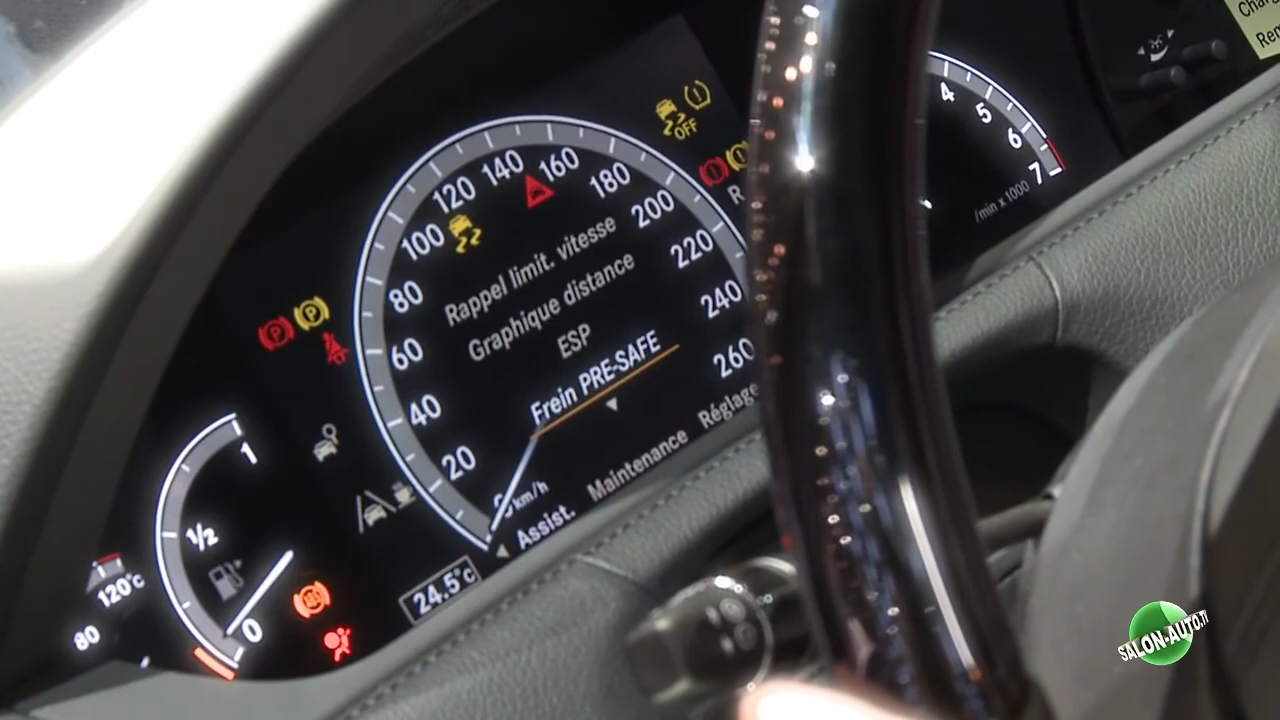 Char
Rem
OFF
4
5
6
7
/min x 1000
R
20
40
60
80
100
120
140
160
180
200
220
240
260
Rappel limit. vitesse
Graphique distance
ESP
Frein PRE-SAFE
km/h
Assist.
Maintenance
Réglage
P
P
1
1/2
0
120°c
80
24.5°c
SALON-AUTO.TV